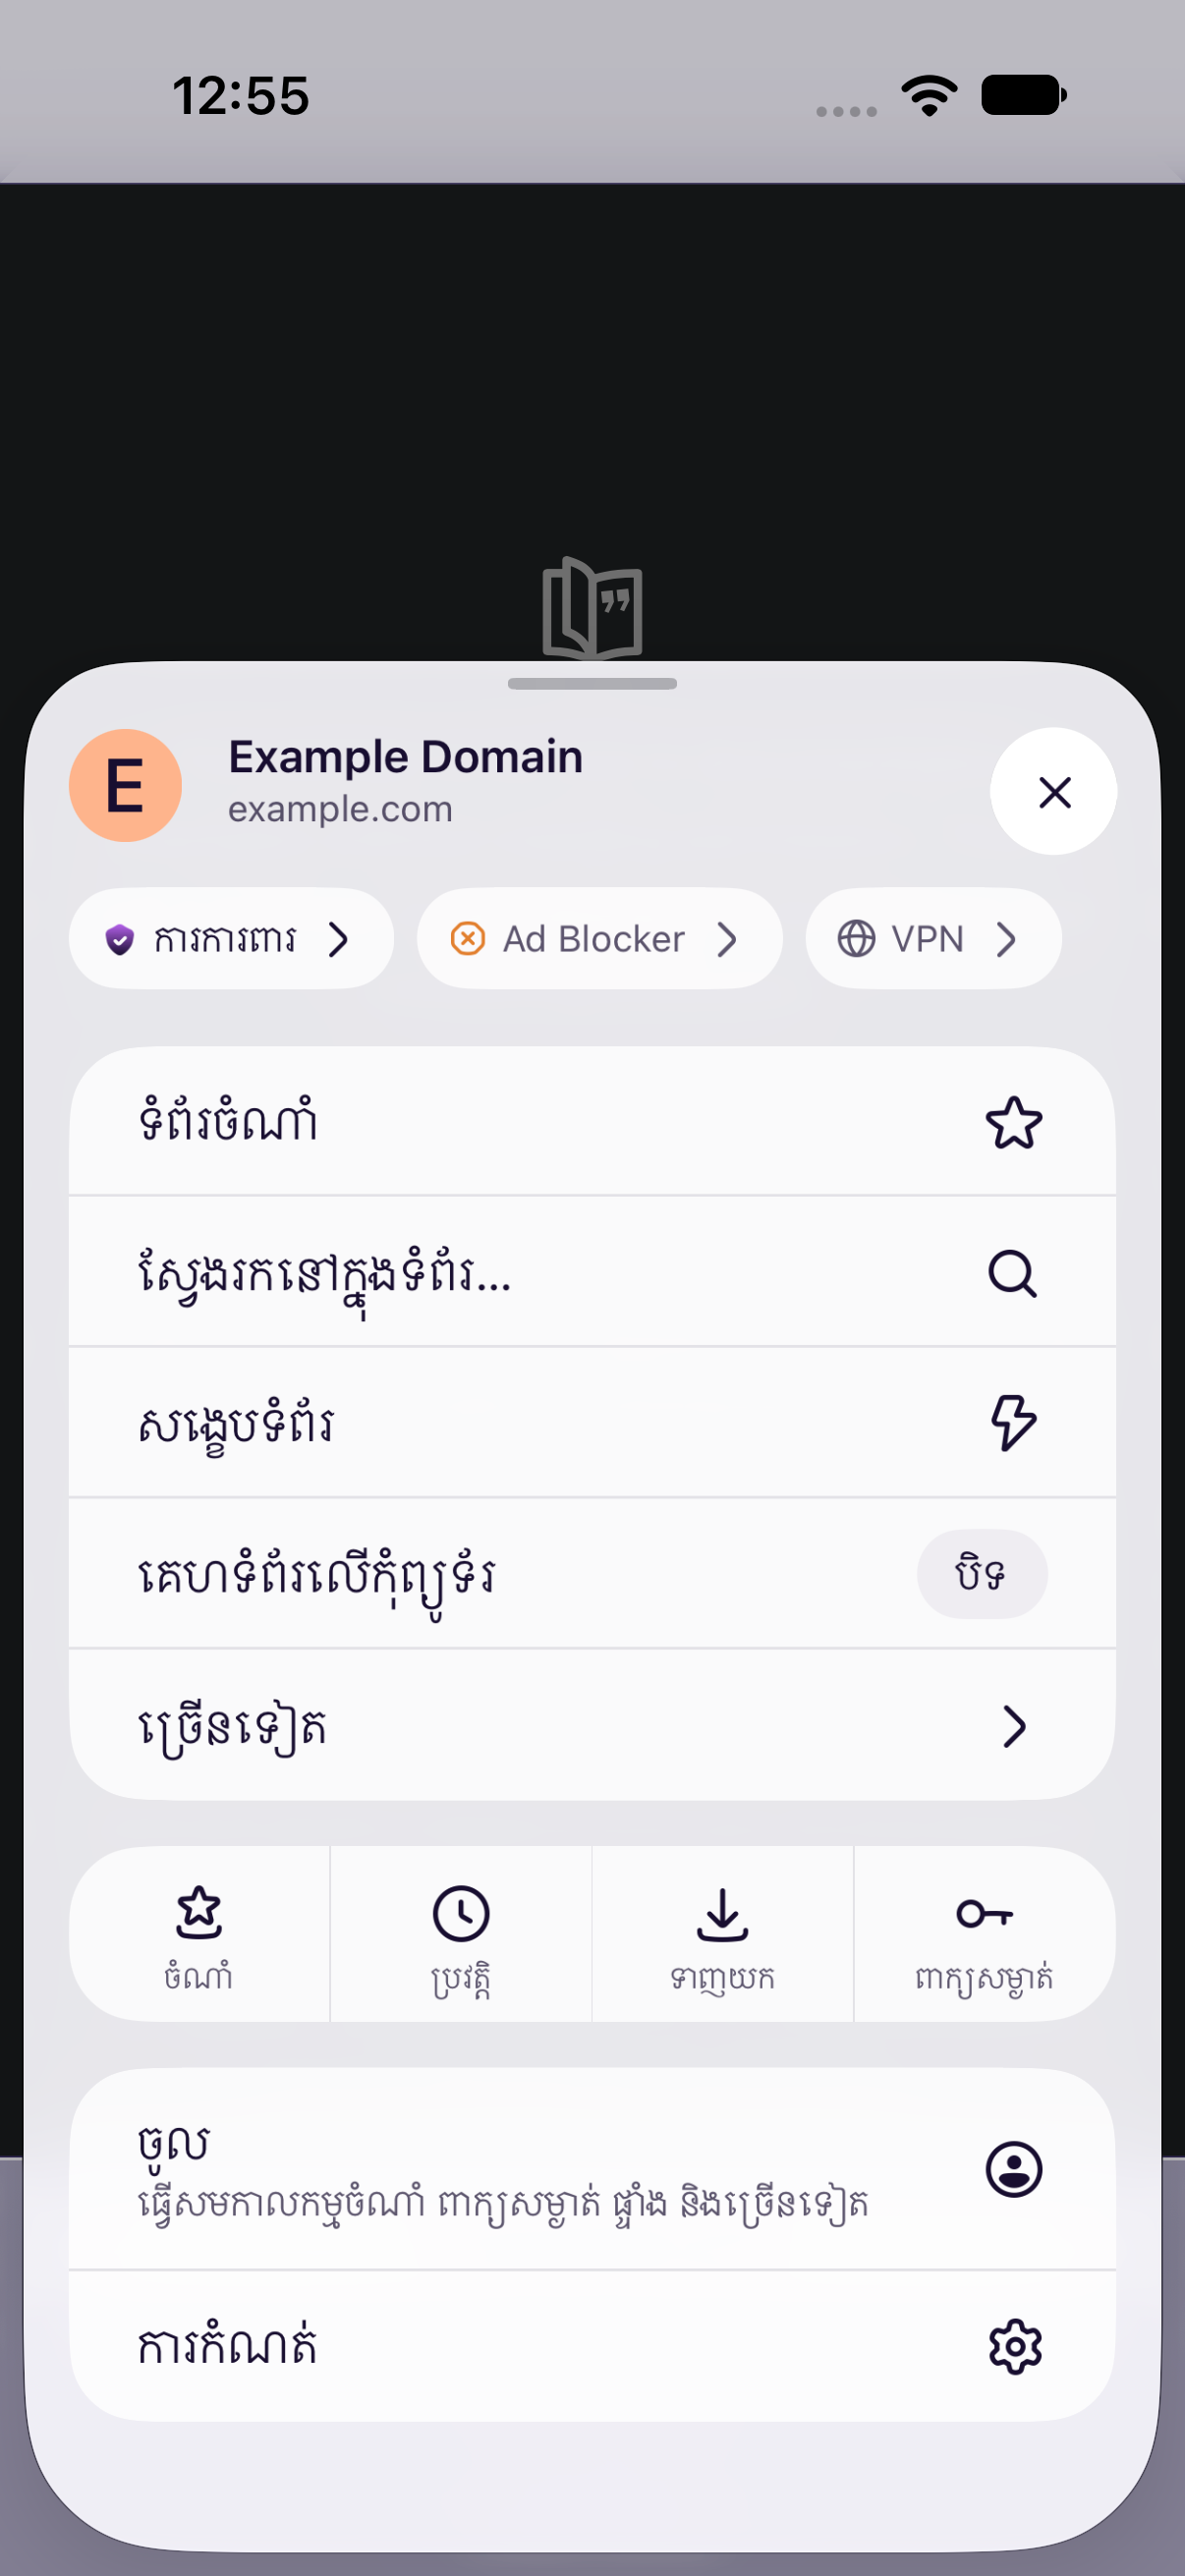 12:55
E
Example Domain
example.com
ការការពារ
Ad Blocker
VPN
ទំព័រចំណាំ
ស្វែងរកនៅក្នុងទំព័រ...
សង្ខេបទំព័រ
គេហទំព័រលើកុំព្យូទ័រ
បិទ
ច្រើនទៀត
ចំណាំ
ប្រវត្តិ
ទាញយក
ពាក្យសម្ងាត់
ចូល
ធ្វើសមកាលកម្មចំណាំ ពាក្យសម្ងាត់ ផ្ទាំង និងច្រើនទៀត
ការកំណត់